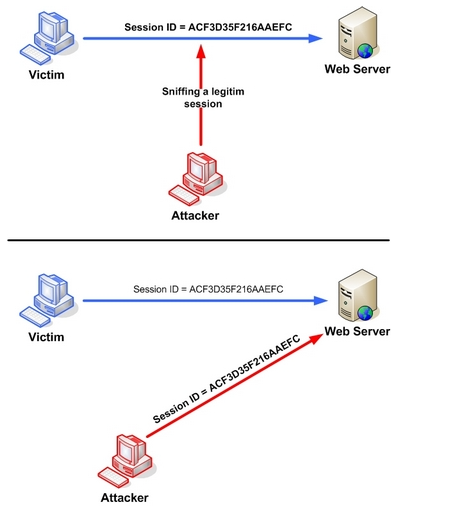 Session ID = ACF3D35F216AAEFC
Victim
Web Server
Sniffing a legitim
session
Attacker
Session ID = ACF3D35F216AAEFC
Victim
Web Server
Session ID = ACF3D35F216AAEFC
Attacker